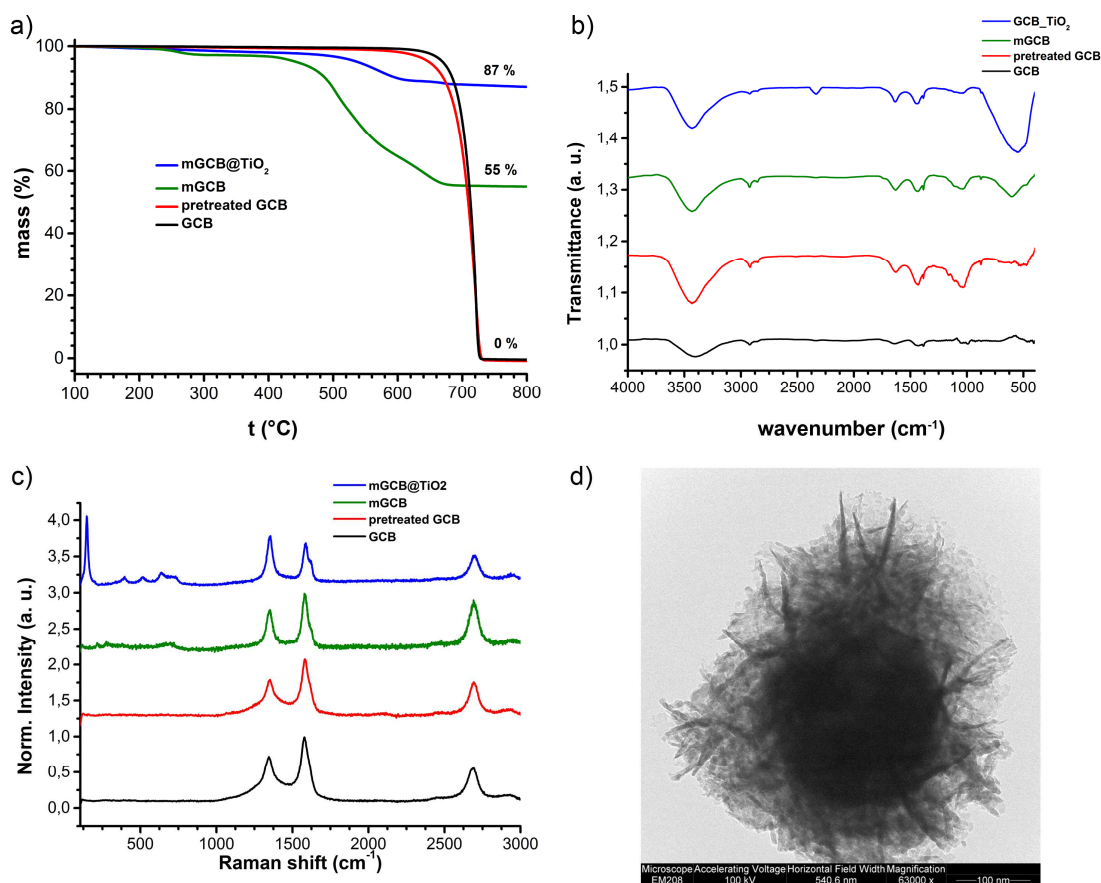 a)
100
80
60
40
20
0
mass (%)
100 200 300 400 500 600 700 800
t (°C)
87 %
55 %
0 %
mGCB@TiO₂
mGCB
pretreated GCB
GCB
b)
GCB_TiO₂
mGCB
pretreated GCB
GCB
1,5
1,3
1,2
1,1
1,0
Transmittance (a. u.)
4000 3500 3000 2500 2000 1500 1000 500
wavenumber (cm⁻¹)
c)
mGCB@TiO2
mGCB
pretreated GCB
GCB
4,0
3,5
3,0
2,5
2,0
1,5
1,0
0,5
0,0
Norm. Intensity (a. u.)
500 1000 1500 2000 2500 3000
Raman shift (cm⁻¹)
d)
Microscope Accelerating Voltage Horizontal Field Width Magnification
EM208 100 kV 540.6 nm 63000 x 100 nm